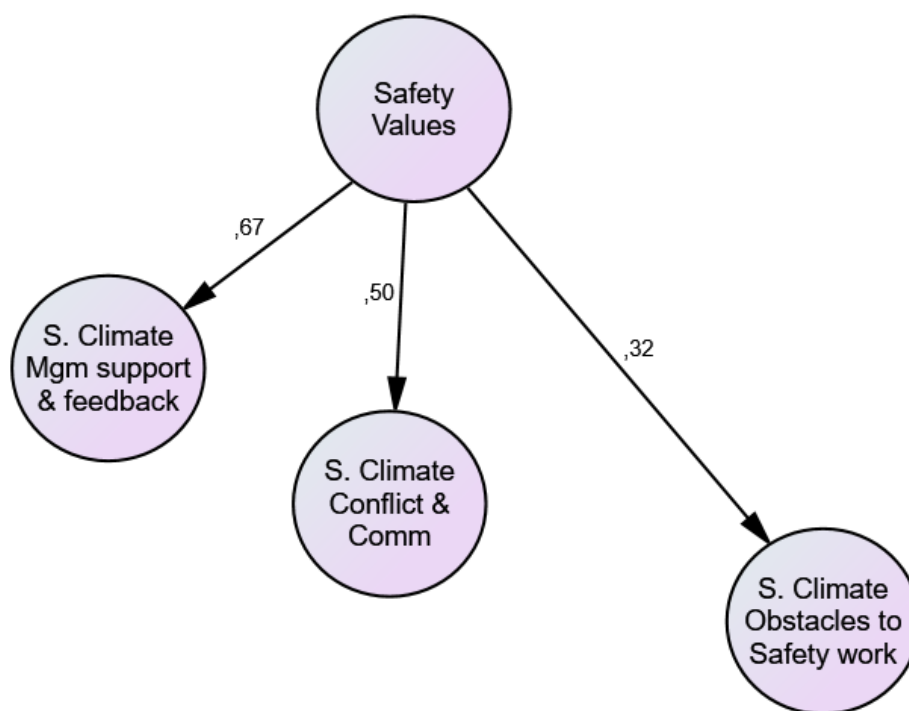 Safety
Values
,67
,50
,32
S. Climate
Mgm support
& feedback
S. Climate
Conflict &
Comm
S. Climate
Obstacles to
Safety work